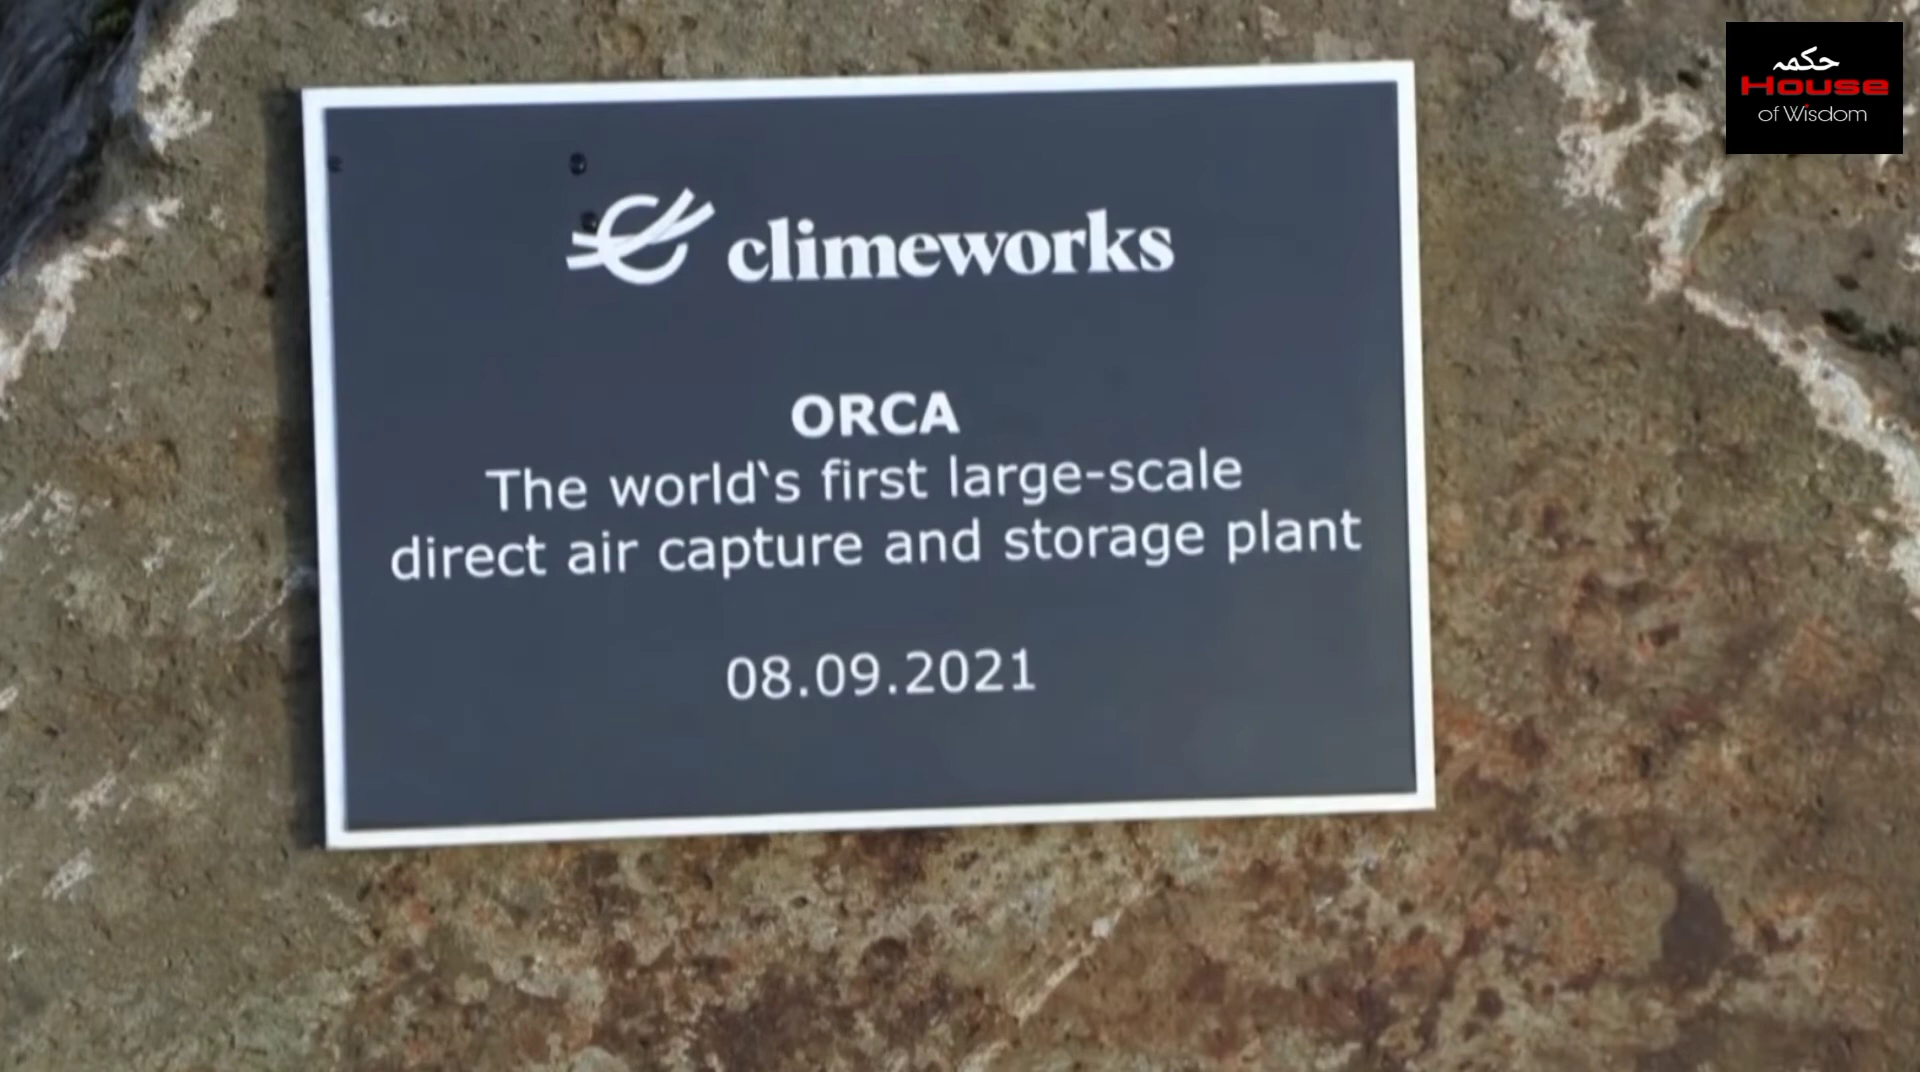 climeworks
ORCA
The world‘s first large-scale
direct air capture and storage plant
08.09.2021
حكمہ
House
of Wisdom